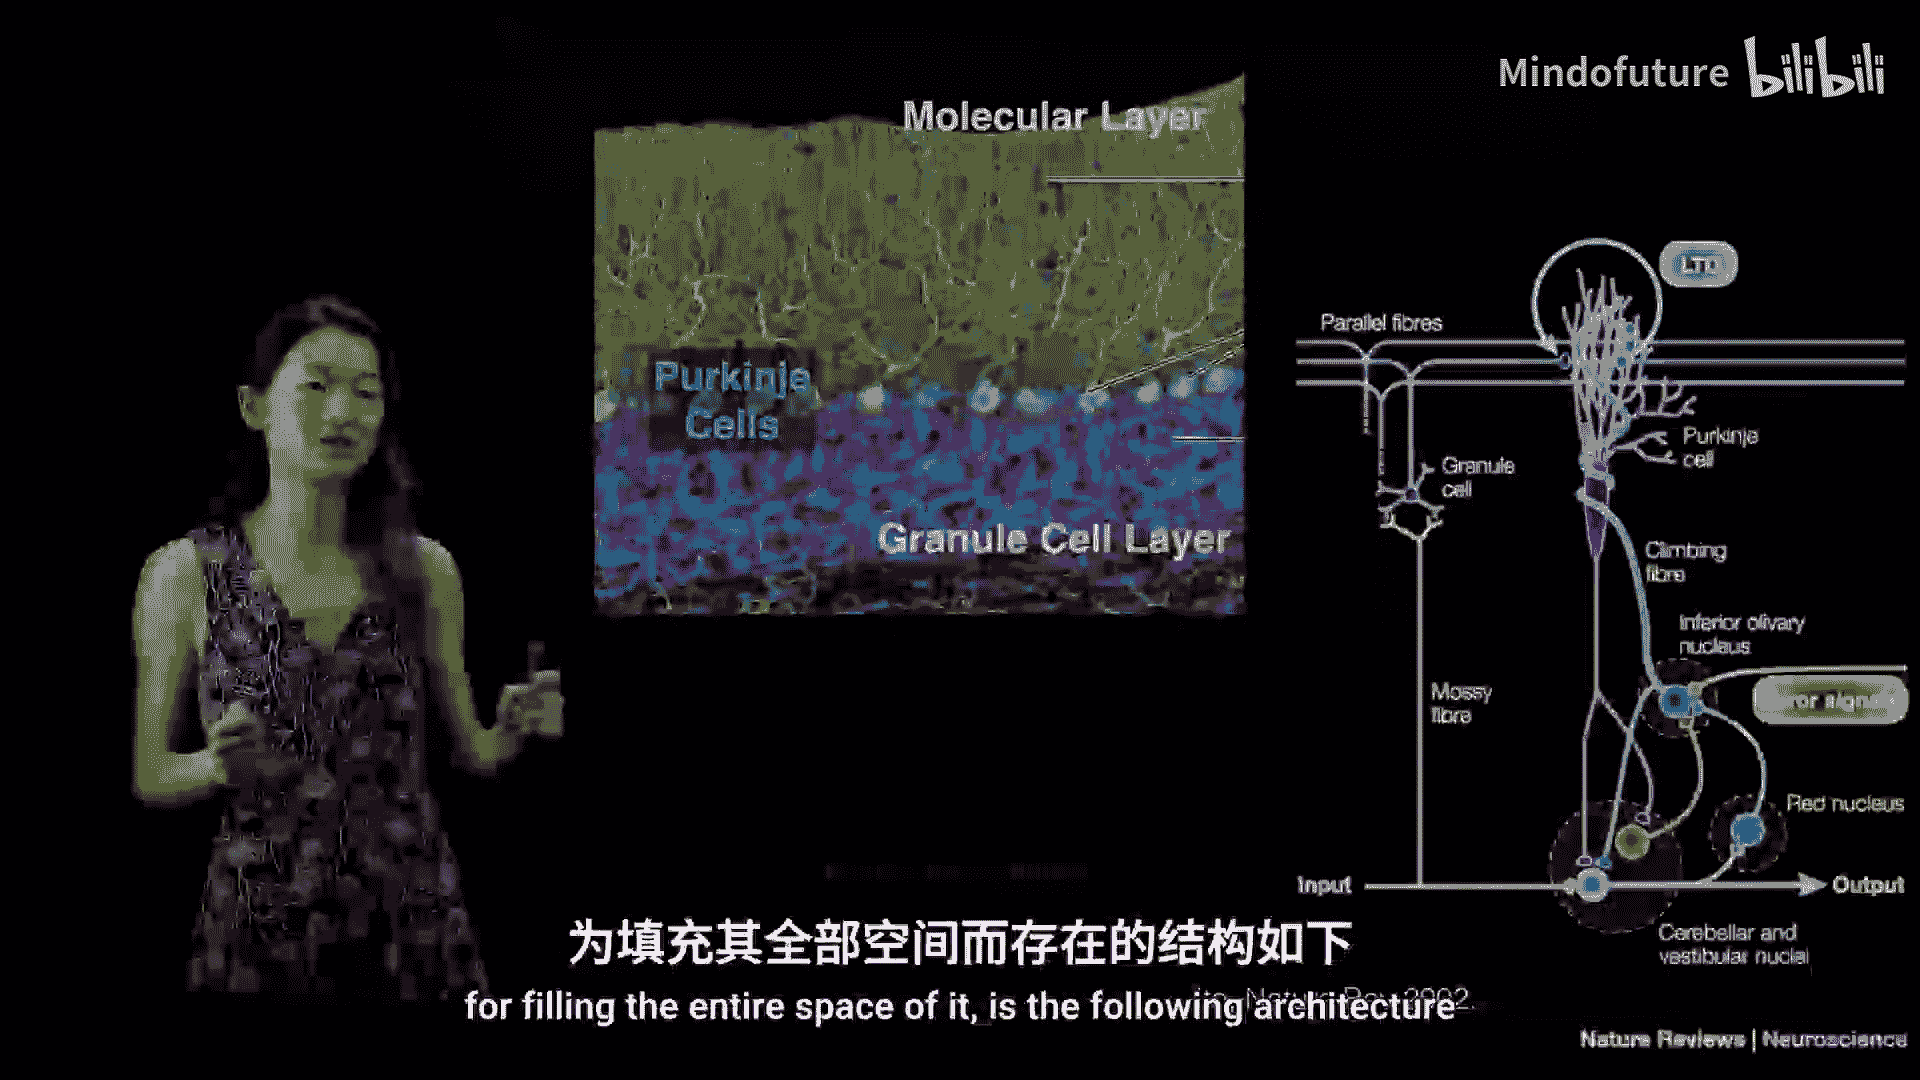 Mindofuture bilibili
Molecular Layer
Purkinje
Cells
Granule Cell Layer
LTD
Parallel fibres
Purkinje
cell
Granule
cell
Climbing
fibre
Inferior olivary
nucleus
Mossy
fibre
Red nucleus
Input
Output
Cerebellar and
vestibular nuclei
为填充其全部空间而存在的结构如下
for filling the entire space of it, is the following architecture
Nature Reviews | Neuroscience